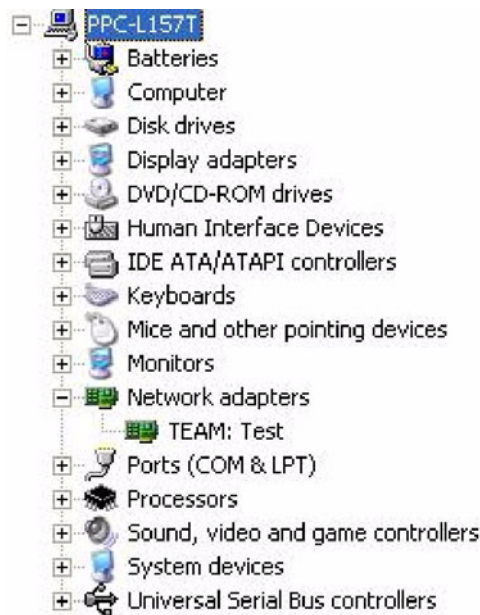 PPC-L157T
Batteries
Computer
Disk drives
Display adapters
DVD/CD-ROM drives
Human Interface Devices
IDE ATA/ATAPI controllers
Keyboards
Mice and other pointing devices
Monitors
Network adapters
TEAM: Test
Ports (COM & LPT)
Processors
Sound, video and game controllers
System devices
Universal Serial Bus controllers